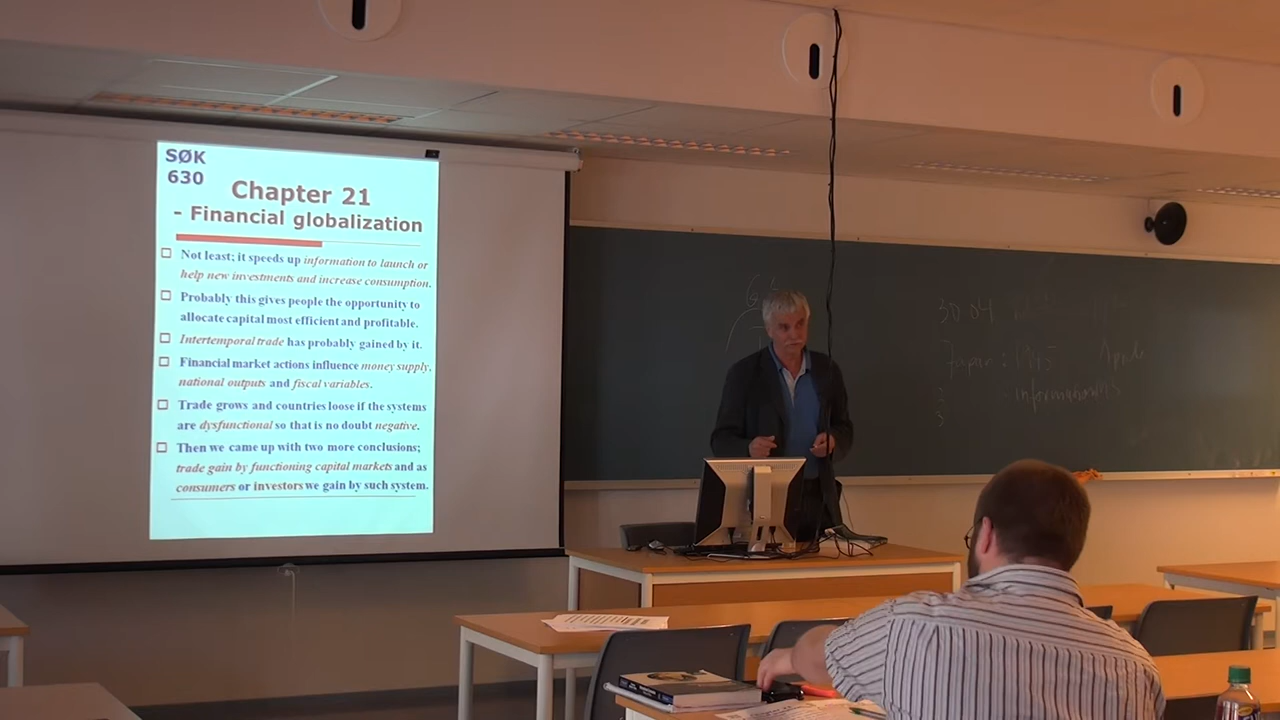 SØK
630
Chapter 21
- Financial globalization
Not least; it speeds up information to launch or
help new investments and increase consumption.
Probably this gives people the opportunity to
allocate capital most efficient and profitable.
Intertemporal trade has probably gained by it.
Financial market actions influence money supply,
national outputs and fiscal variables.
Trade grows and countries loose if the systems
are dysfunctional so that is no doubt negative.
Then we came up with two more conclusions;
trade gain by functioning capital markets and as
consumers or investors we gain by such system.
30 04